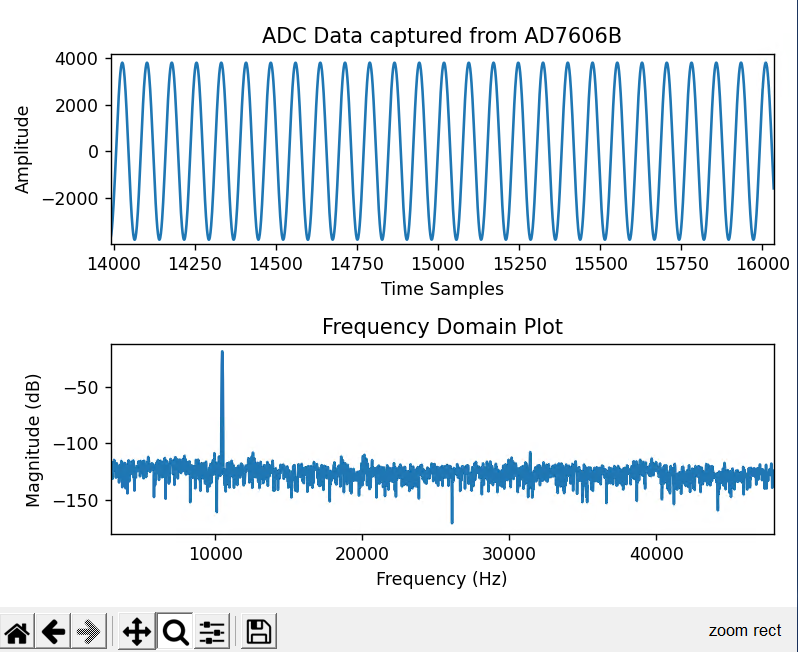 ADC Data captured from AD7606B
4000
2000
0
−2000
Amplitude
14000 14250 14500 14750 15000 15250 15500 15750 16000
Time Samples
Frequency Domain Plot
−50
−100
−150
Magnitude (dB)
10000 20000 30000 40000
Frequency (Hz)
zoom rect